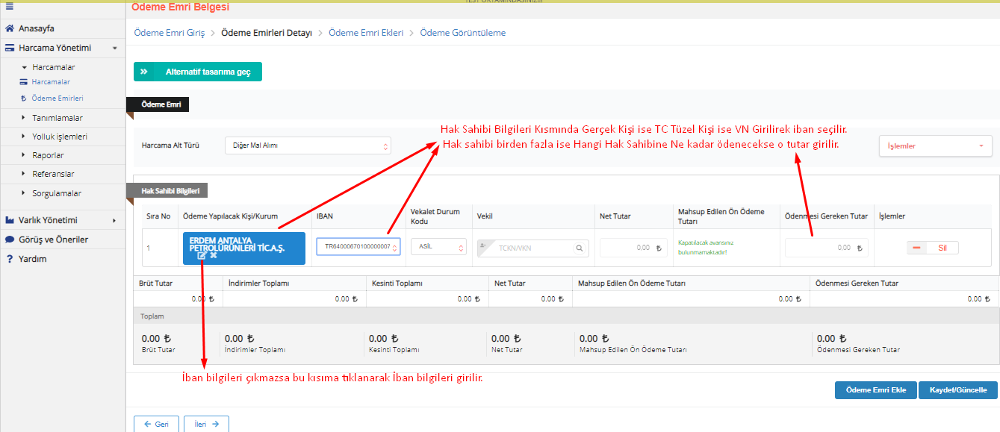 TEST ORTAMINDASINIZ!!!
Ödeme Emri Belgesi
Anasayfa
Harcama Yönetimi
Harcamalar
Harcamalar
Ödeme Emirleri
Tanımlamalar
Yolluk işlemleri
Raporlar
Referanslar
Sorgulamalar
Varlık Yönetimi
Görüş ve Öneriler
? Yardım
Ödeme Emri Giriş > Ödeme Emirleri Detayı > Ödeme Emri Ekleri > Ödeme Görüntüleme
» Alternatif tasarıma geç
Ödeme Emri
Hak Sahibi Bilgileri Kısmında Gerçek Kişi ise TC Tüzel Kişi ise VN Girilirek iban seçilir.
Hak sahibi birden fazla ise Hangi Hak Sahibine Ne kadar ödenecekse o tutar girilir.
Harcama Alt Türü Diğer Mal Alımı İşlemler
Hak Sahibi Bilgileri
Sıra No Ödeme Yapılacak Kişi/Kurum IBAN Vekalet Durum Kodu Vekil Net Tutar Mahsup Edilen Ön Ödeme Tutarı Ödenmesi Gereken Tutar İşlemler
1 ERDEM ANTALYA PETROLÜRÜNLERİ TİC.A.Ş. TR64000670100000007 ASİL TCKN/VKN 0.00 ₺ Kapatılacak avansınız bulunmamaktadır! 0.00 ₺ Sil
Brüt Tutar İndirimler Toplamı Kesinti Toplamı Net Tutar Mahsup Edilen Ön Ödeme Tutarı Ödenmesi Gereken Tutar
0.00 ₺ 0.00 ₺ 0.00 ₺ 0.00 ₺ 0.00 ₺ 0.00 ₺
Toplam
0.00 ₺ 0.00 ₺ 0.00 ₺ 0.00 ₺ 0.00 ₺ 0.00 ₺
Brüt Tutar İndirimler Toplamı Kesinti Toplamı Net Tutar Mahsup Edilen Ön Ödeme Tutarı Ödenmesi Gereken Tutar
İban bilgileri çıkmazsa bu kısıma tıklanarak İban bilgileri girilir.
Ödeme Emri Ekle Kaydet/Güncelle
← Geri İleri →